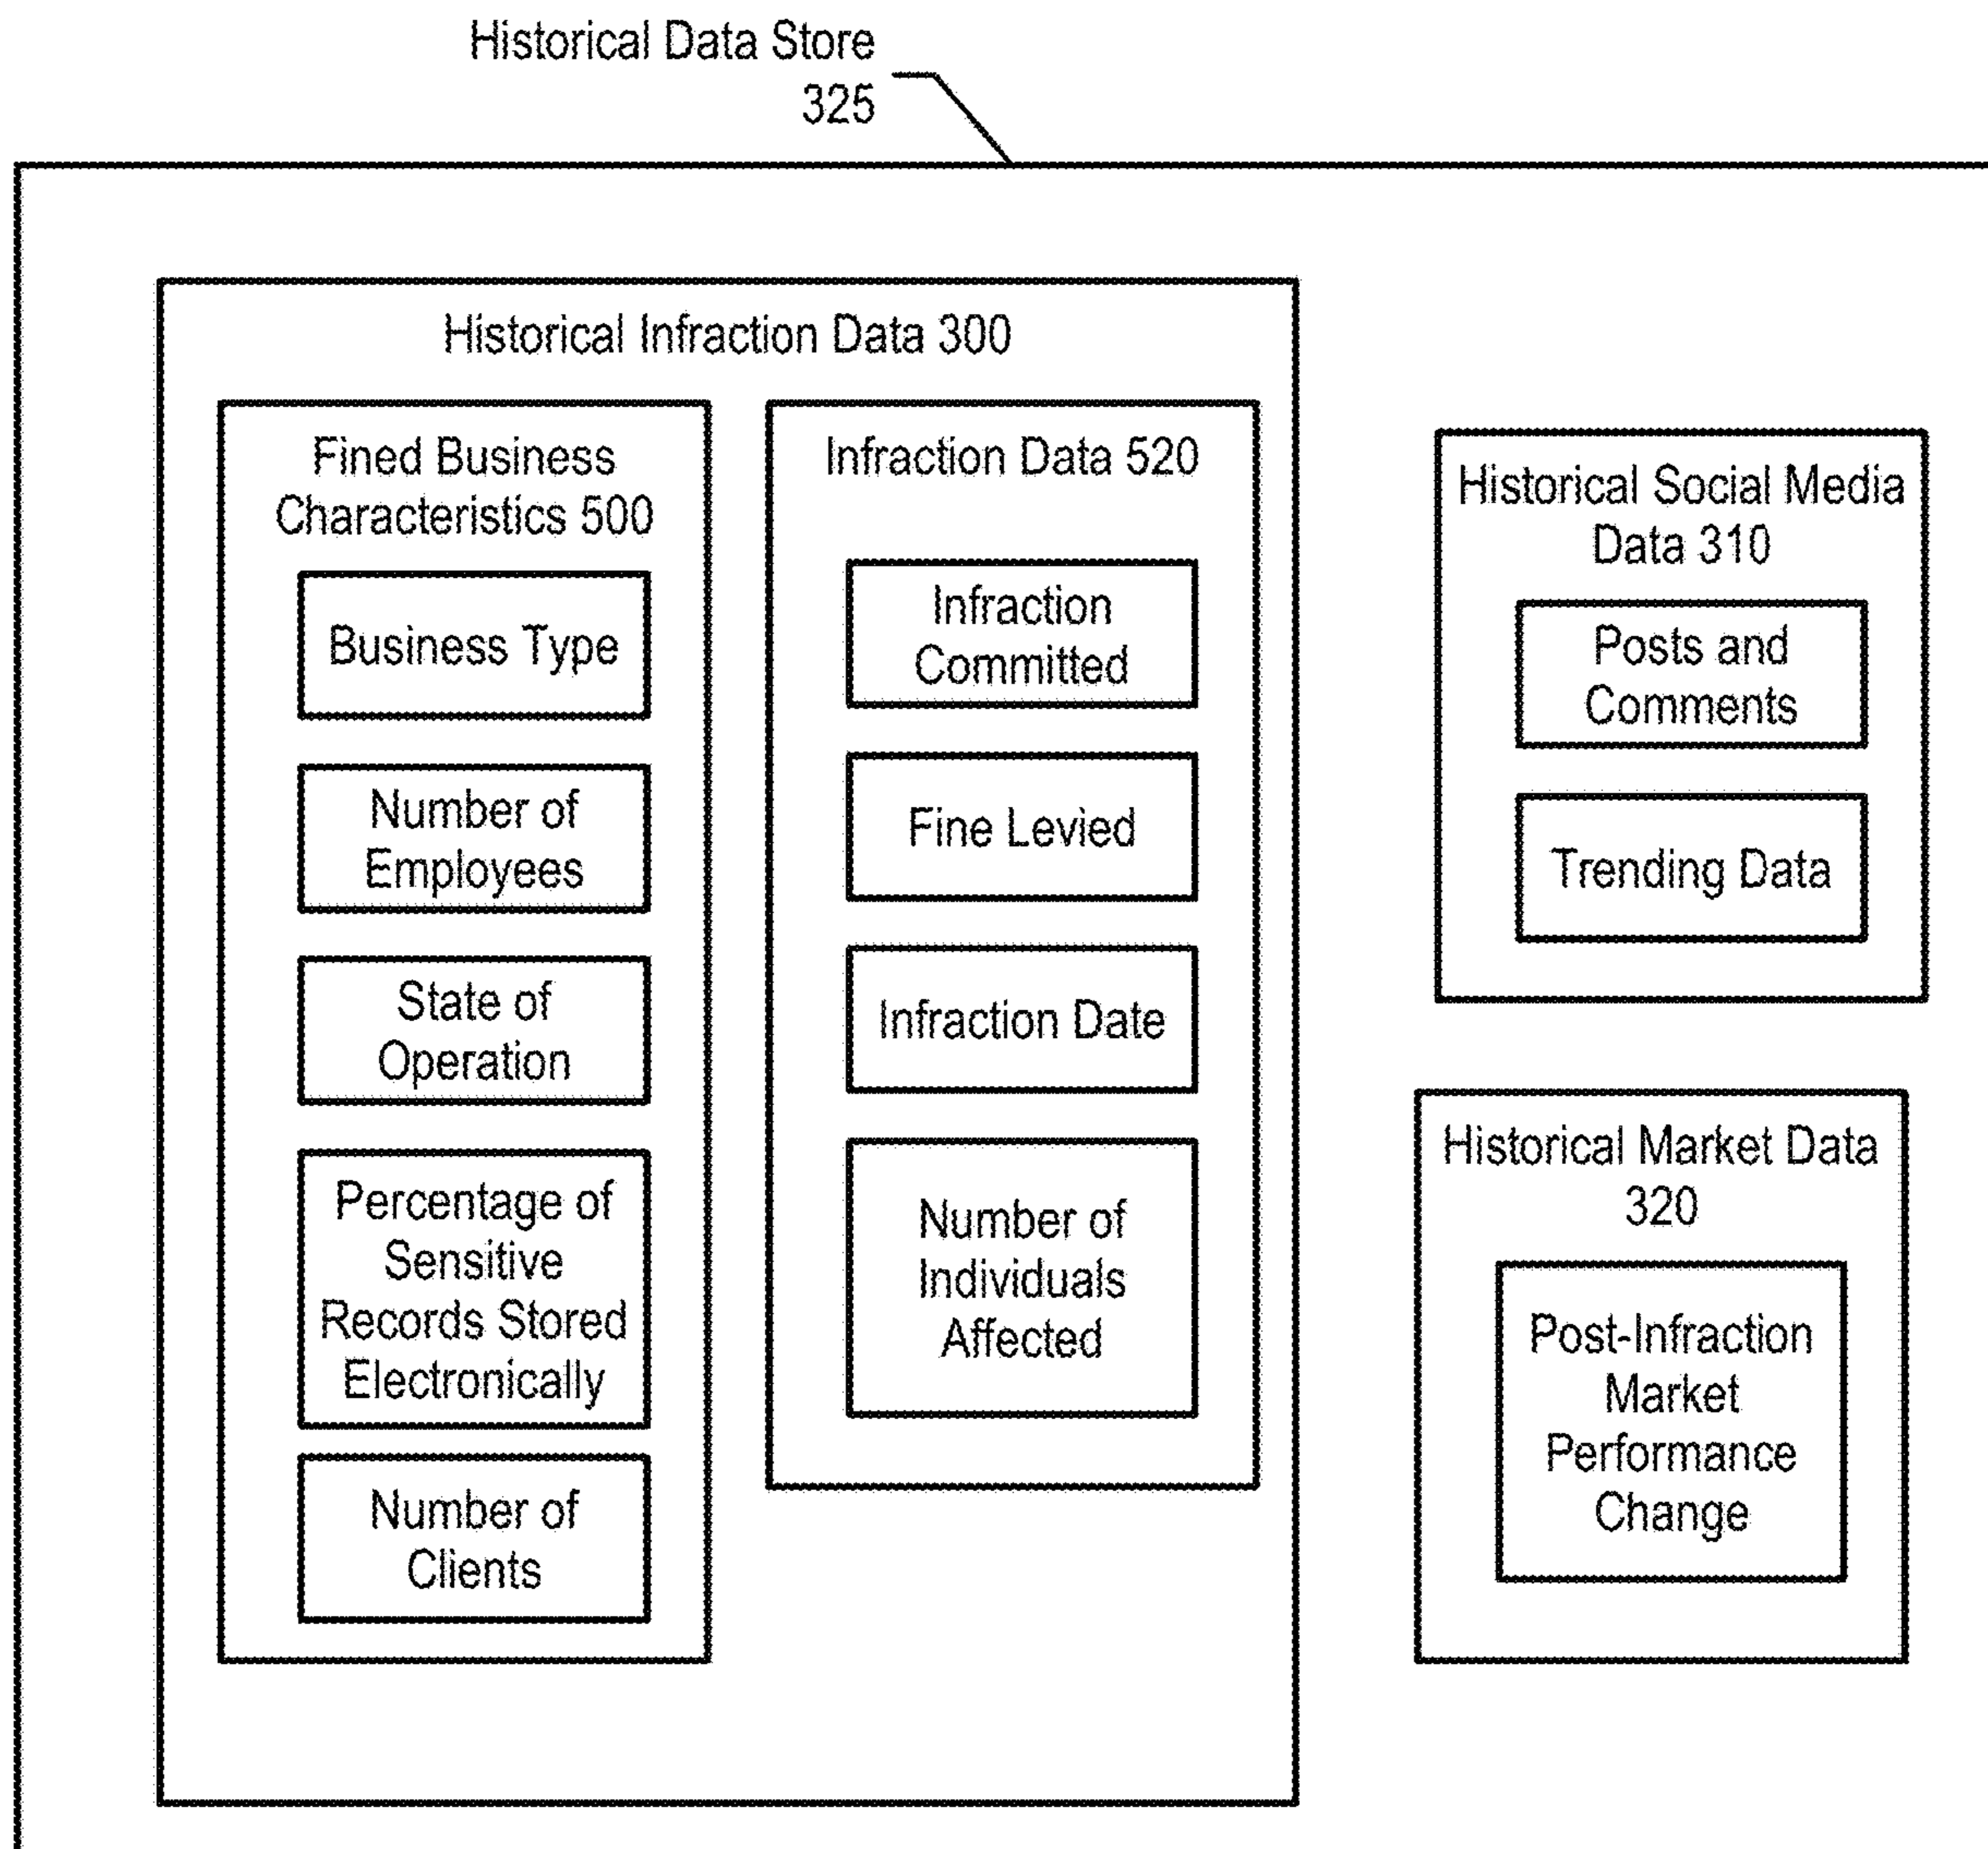 Historical Data Store
325
Historical Infraction Data 300
Fined Business
Characteristics 500
Business Type
Number of
Employees
State of
Operation
Percentage of
Sensitive
Records Stored
Electronically
Number of
Clients
Infraction Data 520
Infraction
Committed
Fine Levied
Infraction Date
Number of
Individuals
Affected
Historical Social Media
Data 310
Posts and
Comments
Trending Data
Historical Market Data
320
Post-Infraction
Market
Performance
Change